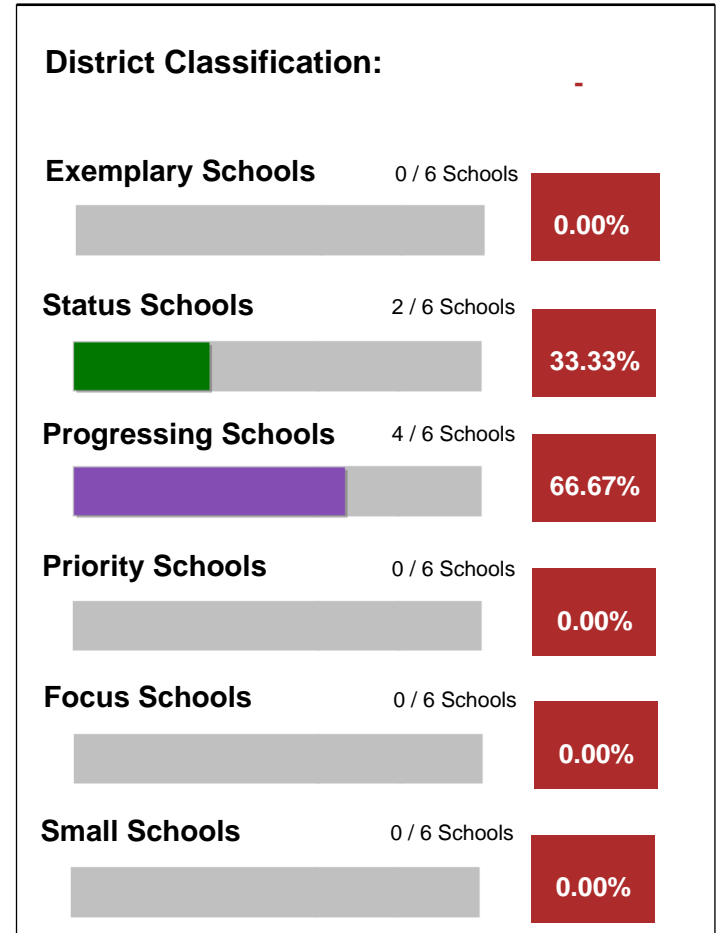 District Classification:
-
Exemplary Schools 0 / 6 Schools
0.00%
Status Schools 2 / 6 Schools
33.33%
Progressing Schools 4 / 6 Schools
66.67%
Priority Schools 0 / 6 Schools
0.00%
Focus Schools 0 / 6 Schools
0.00%
Small Schools 0 / 6 Schools
0.00%